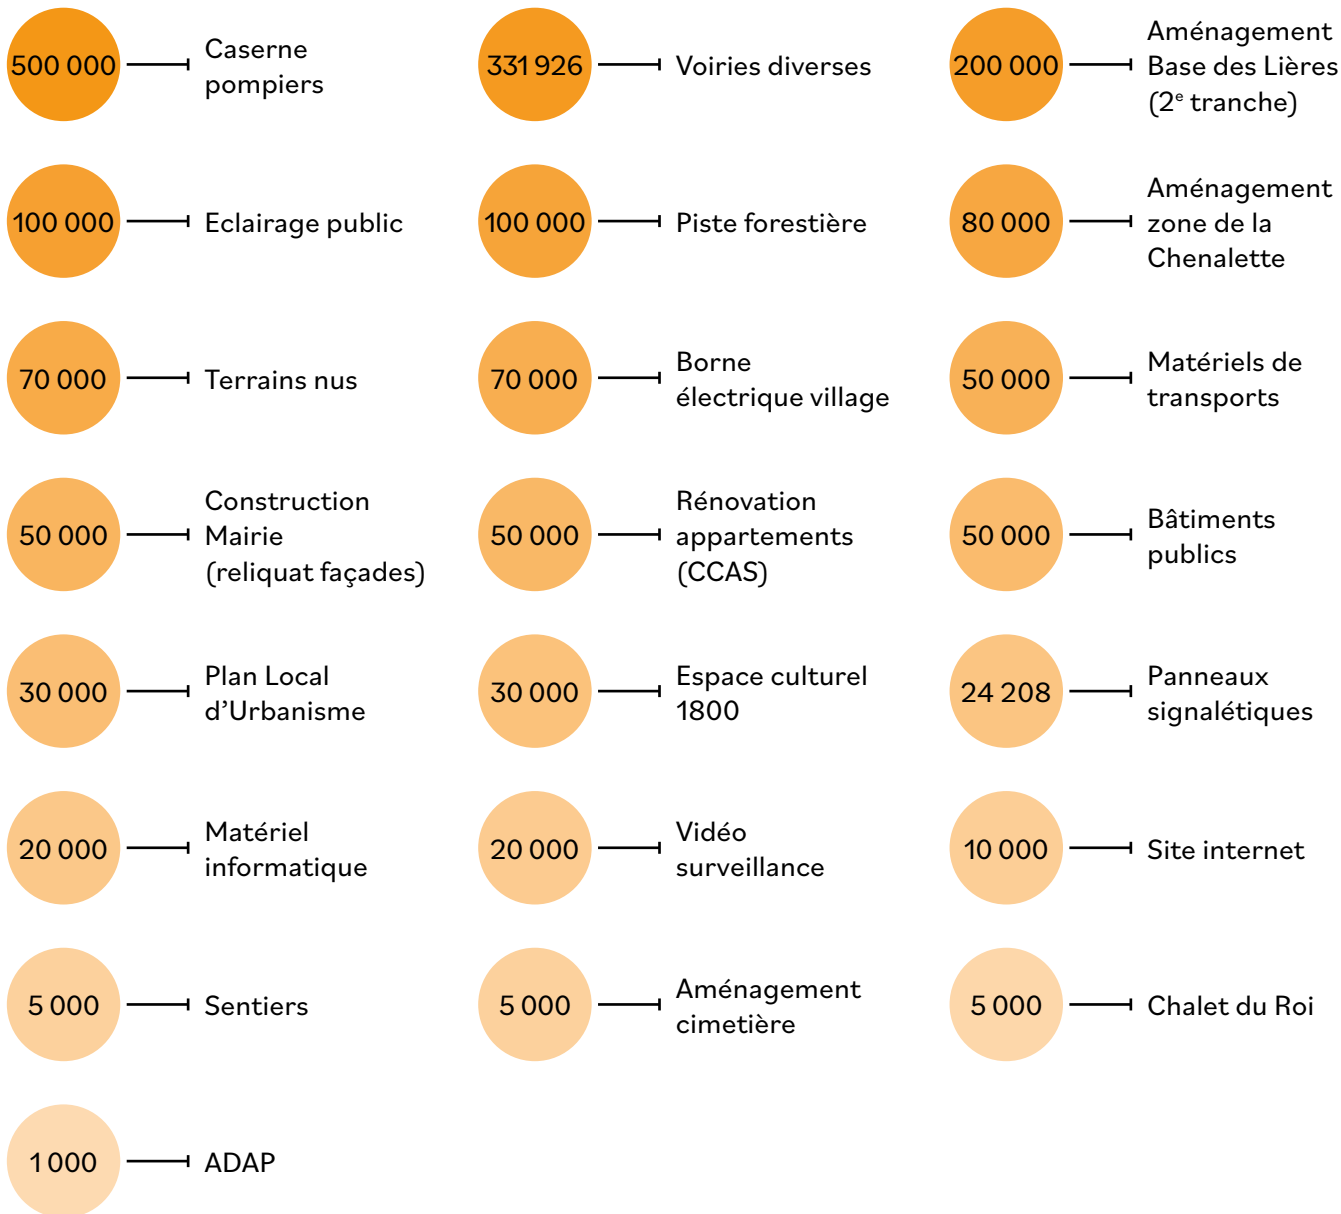 500 000
Caserne
pompiers
331 926
Voiries diverses
200 000
Aménagement
Base des Lières
(2e tranche)
100 000
Eclairage public
100 000
Piste forestière
80 000
Aménagement
zone de la
Chenalette
70 000
Terrains nus
70 000
Borne
électrique village
50 000
Matériels de
transports
50 000
Construction
Mairie
(reliquat façades)
50 000
Rénovation
appartements
(CCAS)
50 000
Bâtiments
publics
30 000
Plan Local
d’Urbanisme
30 000
Espace culturel
1800
24 208
Panneaux
signalétiques
20 000
Matériel
informatique
20 000
Vidéo
surveillance
10 000
Site internet
5 000
Sentiers
5 000
Aménagement
cimetière
5 000
Chalet du Roi
1 000
ADAP